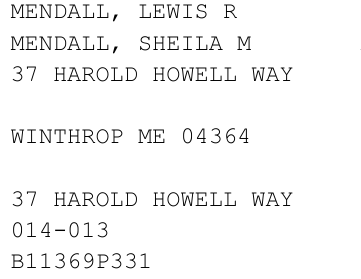 MENDALL, LEWIS R
MENDALL, SHEILA M
37 HAROLD HOWELL WAY
WINTHROP ME 04364
37 HAROLD HOWELL WAY
014-013
B11369P331